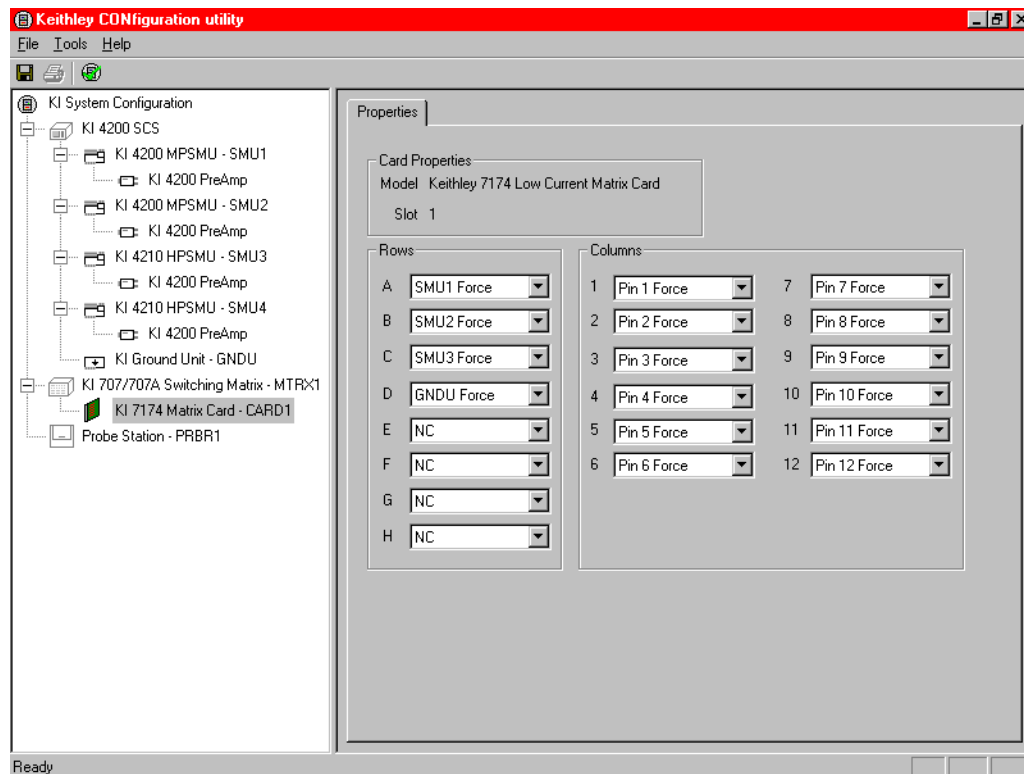 Keithley CONfiguration utility
File Tools Help
KI System Configuration
KI 4200 SCS
KI 4200 MPSMU - SMU1
KI 4200 PreAmp
KI 4200 MPSMU - SMU2
KI 4200 PreAmp
KI 4210 HPSMU - SMU3
KI 4200 PreAmp
KI 4210 HPSMU - SMU4
KI 4200 PreAmp
KI Ground Unit - GNDU
KI 707/707A Switching Matrix - MTRX1
KI 7174 Matrix Card - CARD1
Probe Station - PRBR1
Properties
Card Properties
Model Keithley 7174 Low Current Matrix Card
Slot 1
Rows
A SMU1 Force
B SMU2 Force
C SMU3 Force
D GNDU Force
E NC
F NC
G NC
H NC
Columns
1 Pin 1 Force
2 Pin 2 Force
3 Pin 3 Force
4 Pin 4 Force
5 Pin 5 Force
6 Pin 6 Force
7 Pin 7 Force
8 Pin 8 Force
9 Pin 9 Force
10 Pin 10 Force
11 Pin 11 Force
12 Pin 12 Force
Ready